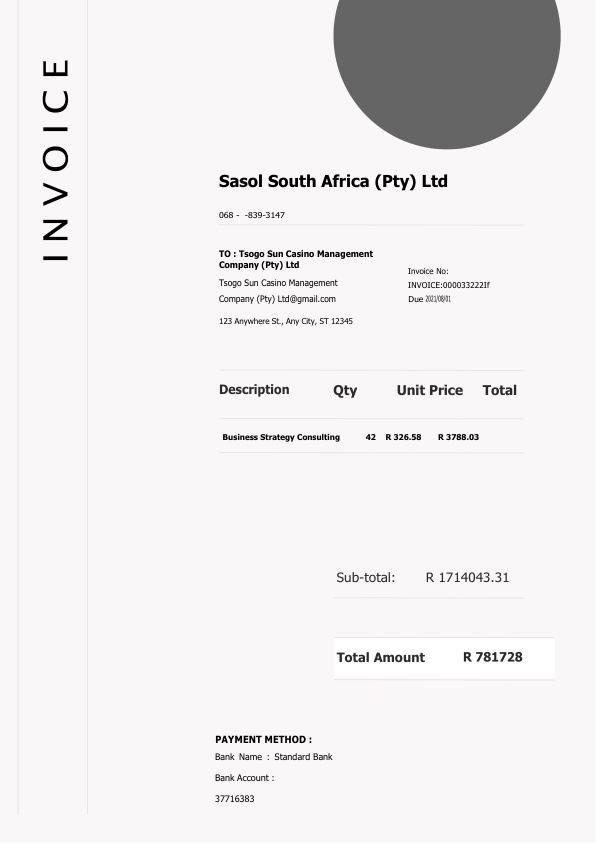 INVOICE
Sasol South Africa (Pty) Ltd
068 - -839-3147
TO : Tsogo Sun Casino Management
Company (Pty) Ltd
Tsogo Sun Casino Management
Company (Pty) Ltd@gmail.com
123 Anywhere St., Any City, ST 12345
Invoice No:
INVOICE:000033222If
Due 2021/08/01
Description Qty Unit Price Total
Business Strategy Consulting 42 R 326.58 R 3788.03
Sub-total: R 1714043.31
Total Amount R 781728
PAYMENT METHOD :
Bank Name : Standard Bank
Bank Account :
37716383